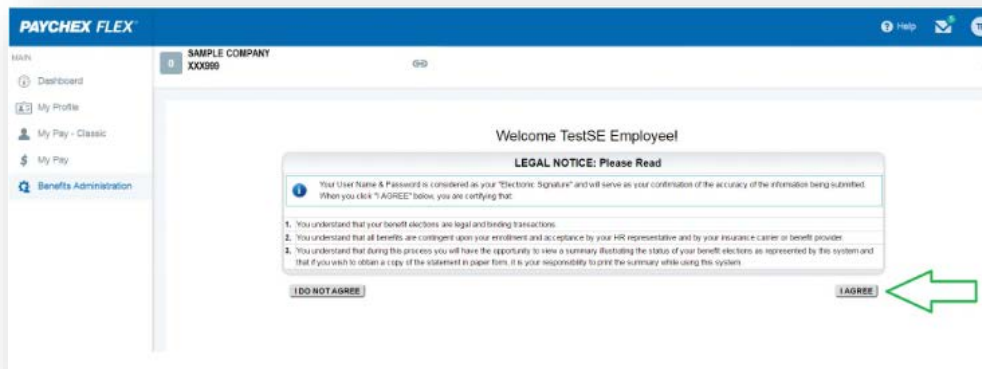 PAYCHEX FLEX
Help
MAIN
0
SAMPLE COMPANY
XXX999
Dashboard
My Profile
My Pay - Classic
My Pay
Benefits Administration
Welcome TestSE Employee!
LEGAL NOTICE: Please Read
Your User Name & Password is considered as your "Electronic Signature" and will serve as your confirmation of the accuracy of the information being submitted.
When you click "I AGREE" below, you are certifying that:
1. You understand that your benefit elections are legal and binding transactions.
2. You understand that all benefits are contingent upon your enrollment and acceptance by your HR representative and by your insurance carrier or benefit provider.
3. You understand that during this process you will have the opportunity to view a summary illustrating the status of your benefit elections as represented by this system and
that if you wish to obtain a copy of the statement in paper form, it is your responsibility to print the summary while using this system.
I DO NOT AGREE
I AGREE